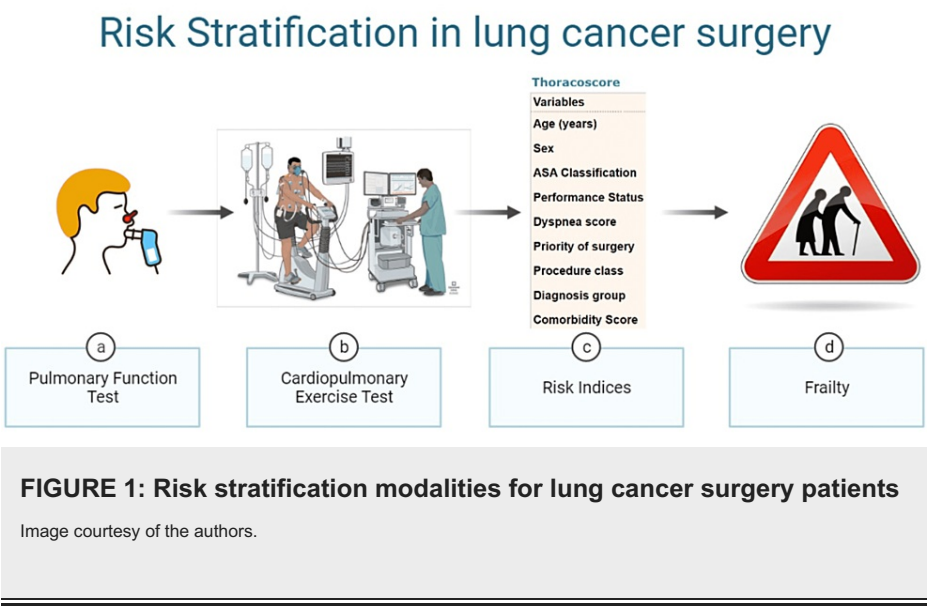 Risk Stratification in lung cancer surgery
Thoracoscore
Variables
Age (years)
Sex
ASA Classification
Performance Status
Dyspnea score
Priority of surgery
Procedure class
Diagnosis group
Comorbidity Score
a
Pulmonary Function
Test
b
Cardiopulmonary
Exercise Test
c
Risk Indices
d
Frailty
FIGURE 1: Risk stratification modalities for lung cancer surgery patients
Image courtesy of the authors.